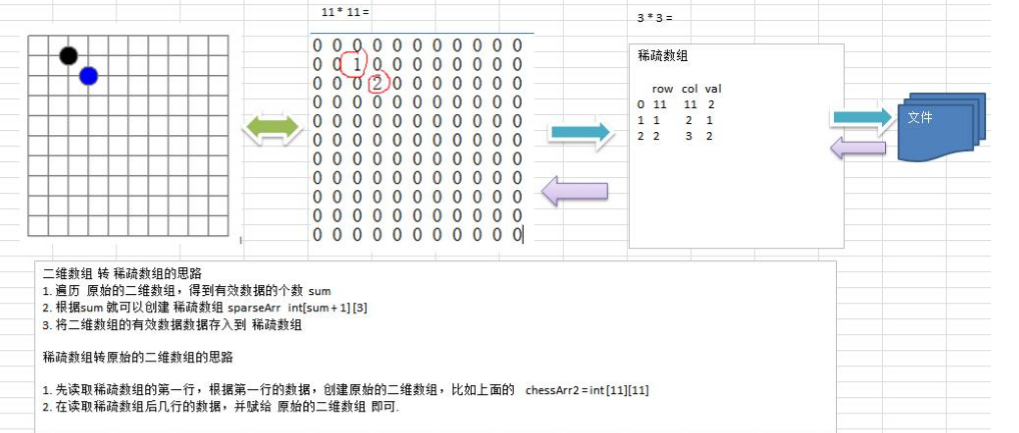 11 * 11 =
3 * 3 =
0 0 0 0 0 0 0 0 0 0 0
0 0 1 0 0 0 0 0 0 0 0
0 0 0 2 0 0 0 0 0 0 0
0 0 0 0 0 0 0 0 0 0 0
0 0 0 0 0 0 0 0 0 0 0
0 0 0 0 0 0 0 0 0 0 0
0 0 0 0 0 0 0 0 0 0 0
0 0 0 0 0 0 0 0 0 0 0
0 0 0 0 0 0 0 0 0 0 0
0 0 0 0 0 0 0 0 0 0 0
0 0 0 0 0 0 0 0 0 0 0
稀疏数组
row col val
0 11 11 2
1 1 2 1
2 2 3 2
文件
二维数组 转 稀疏数组的思路
1. 遍历 原始的二维数组，得到有效数据的个数 sum
2. 根据sum 就可以创建 稀疏数组 sparseArr int[sum + 1] [3]
3. 将二维数组的有效数据数据存入到 稀疏数组
稀疏数组转原始的二维数组的思路
1. 先读取稀疏数组的第一行，根据第一行的数据，创建原始的二维数组，比如上面的 chessArr2 = int [11][11]
2. 在读取稀疏数组后几行的数据，并赋给 原始的二维数组 即可.